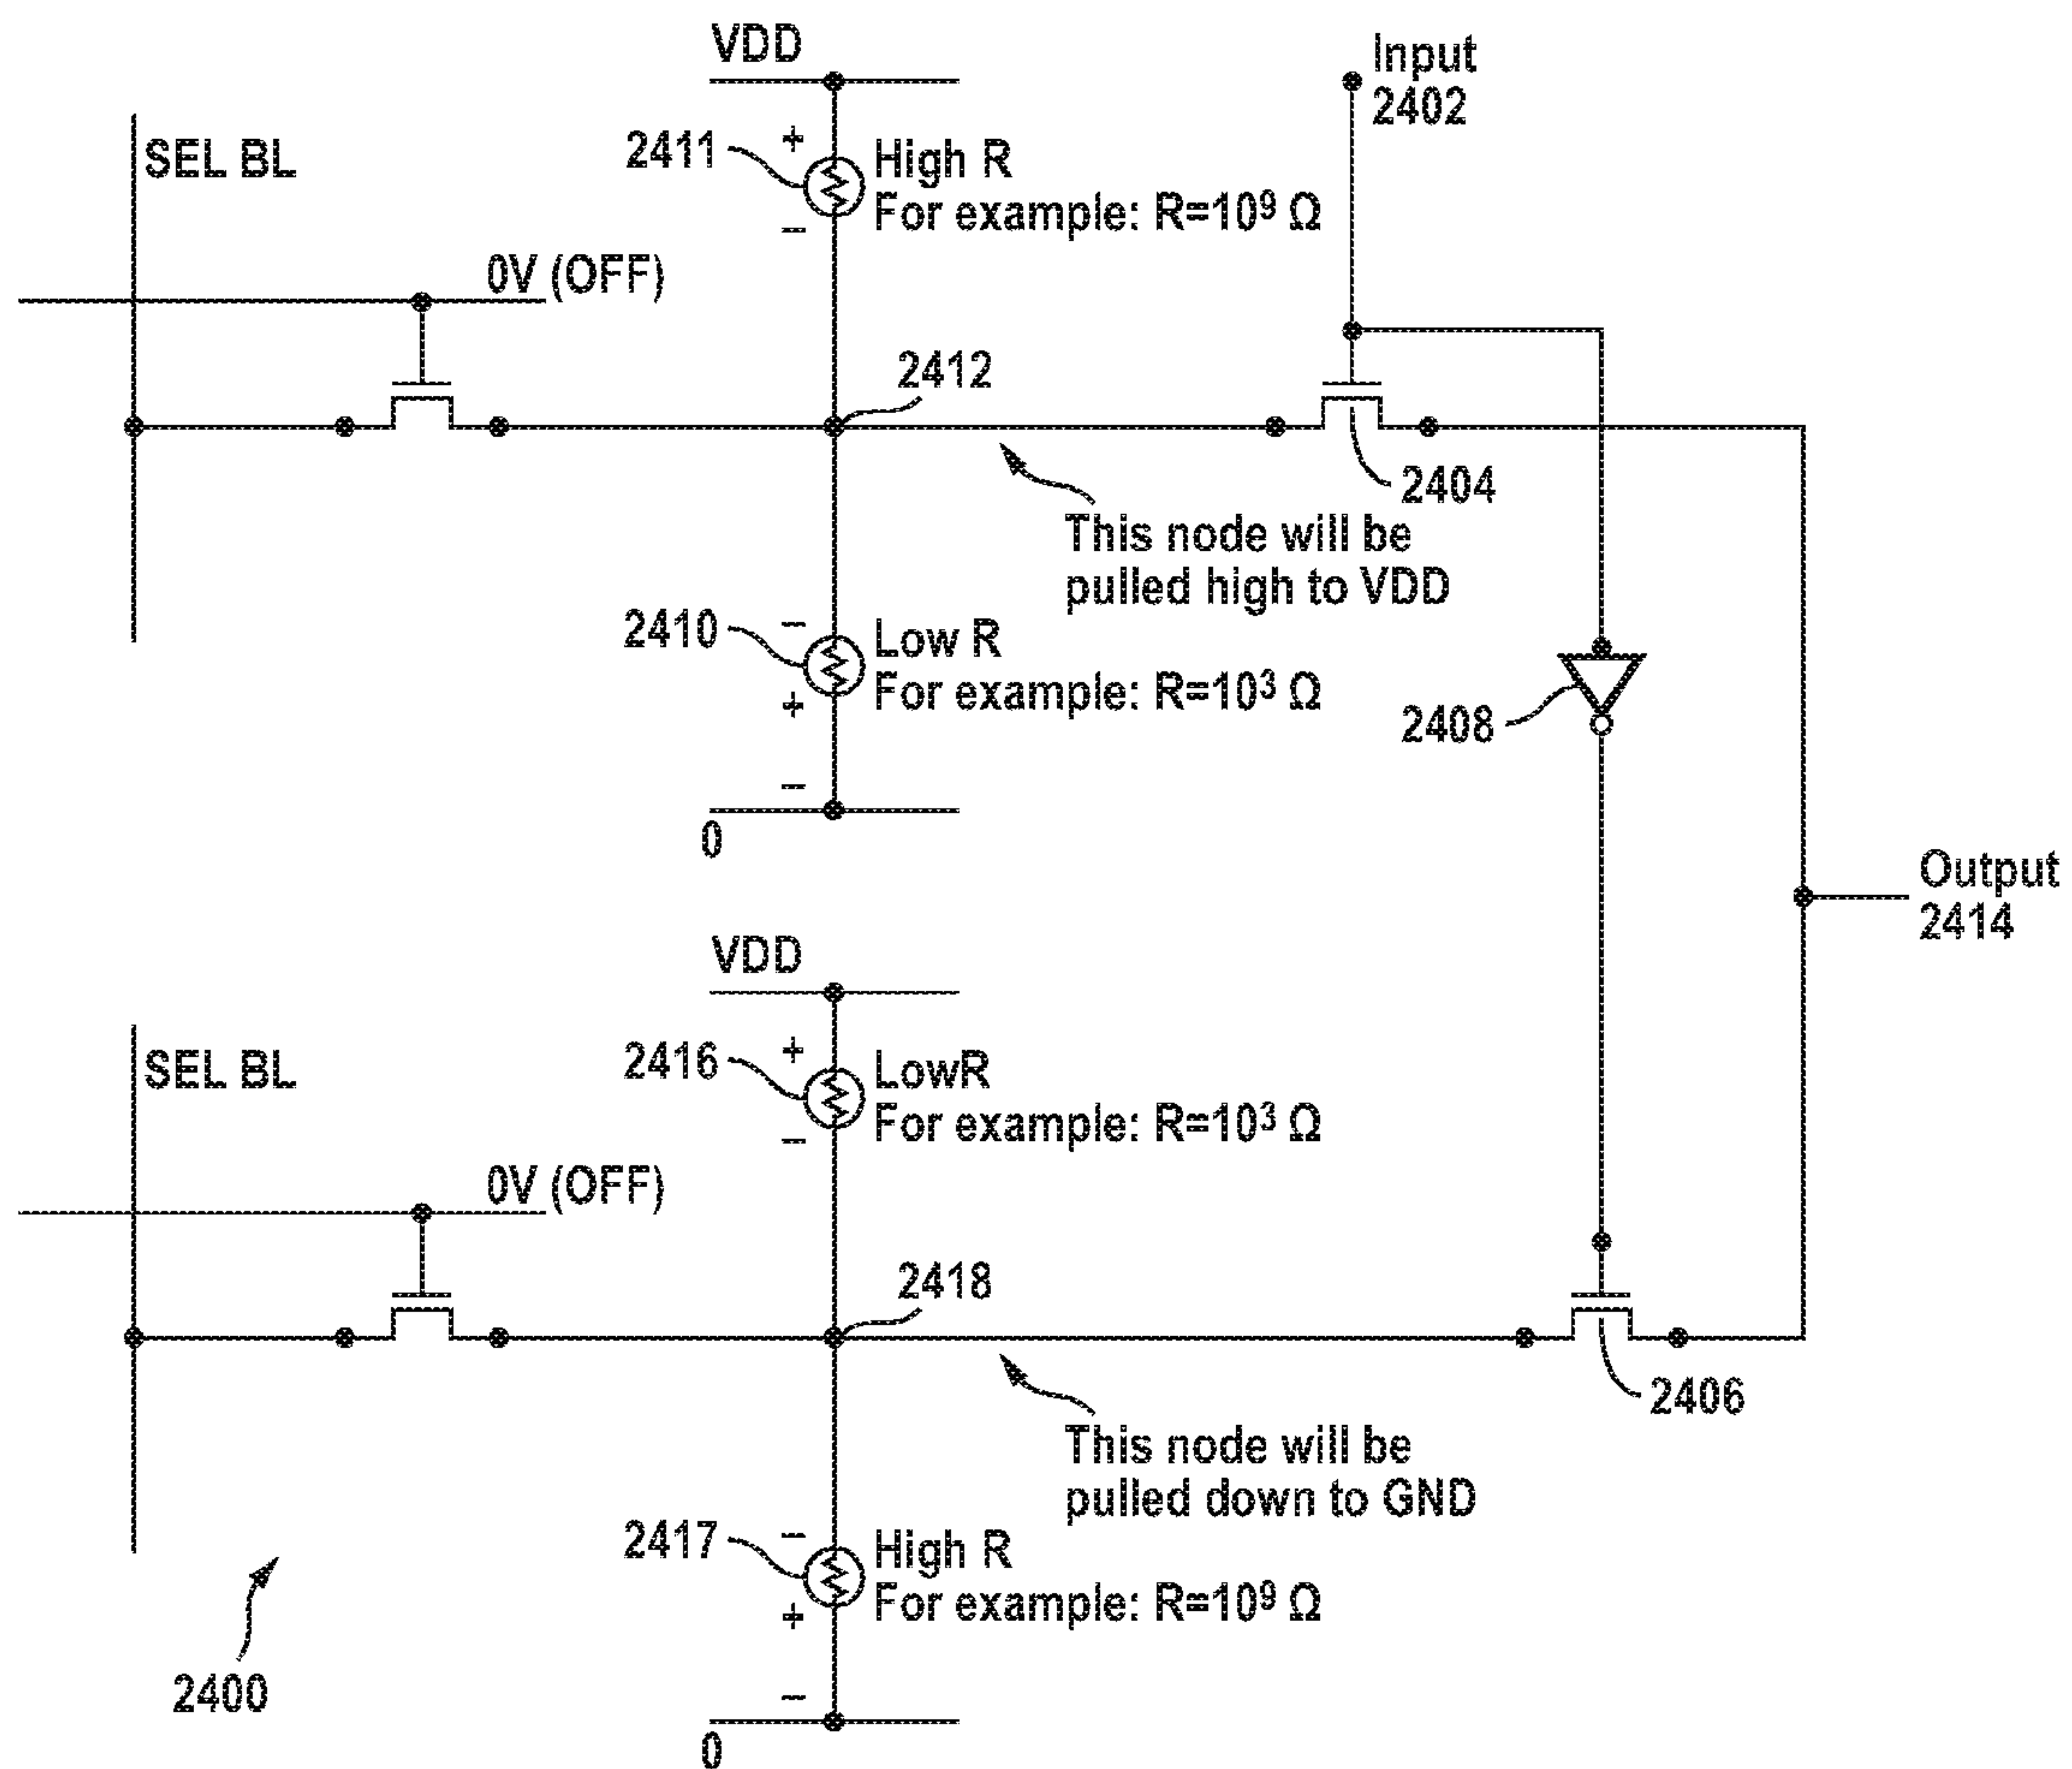 VDD
Input
2402
SEL BL
2411
+
High R
For example: R=10⁹ Ω
−
0V (OFF)
2412
2404
This node will be
pulled high to VDD
2410
−
Low R
For example: R=10³ Ω
+
2408
−
0
Output
2414
VDD
SEL BL
2416
+
LowR
For example: R=10³ Ω
−
0V (OFF)
2418
2406
This node will be
pulled down to GND
2417
−
High R
For example: R=10⁹ Ω
+
2400
−
0